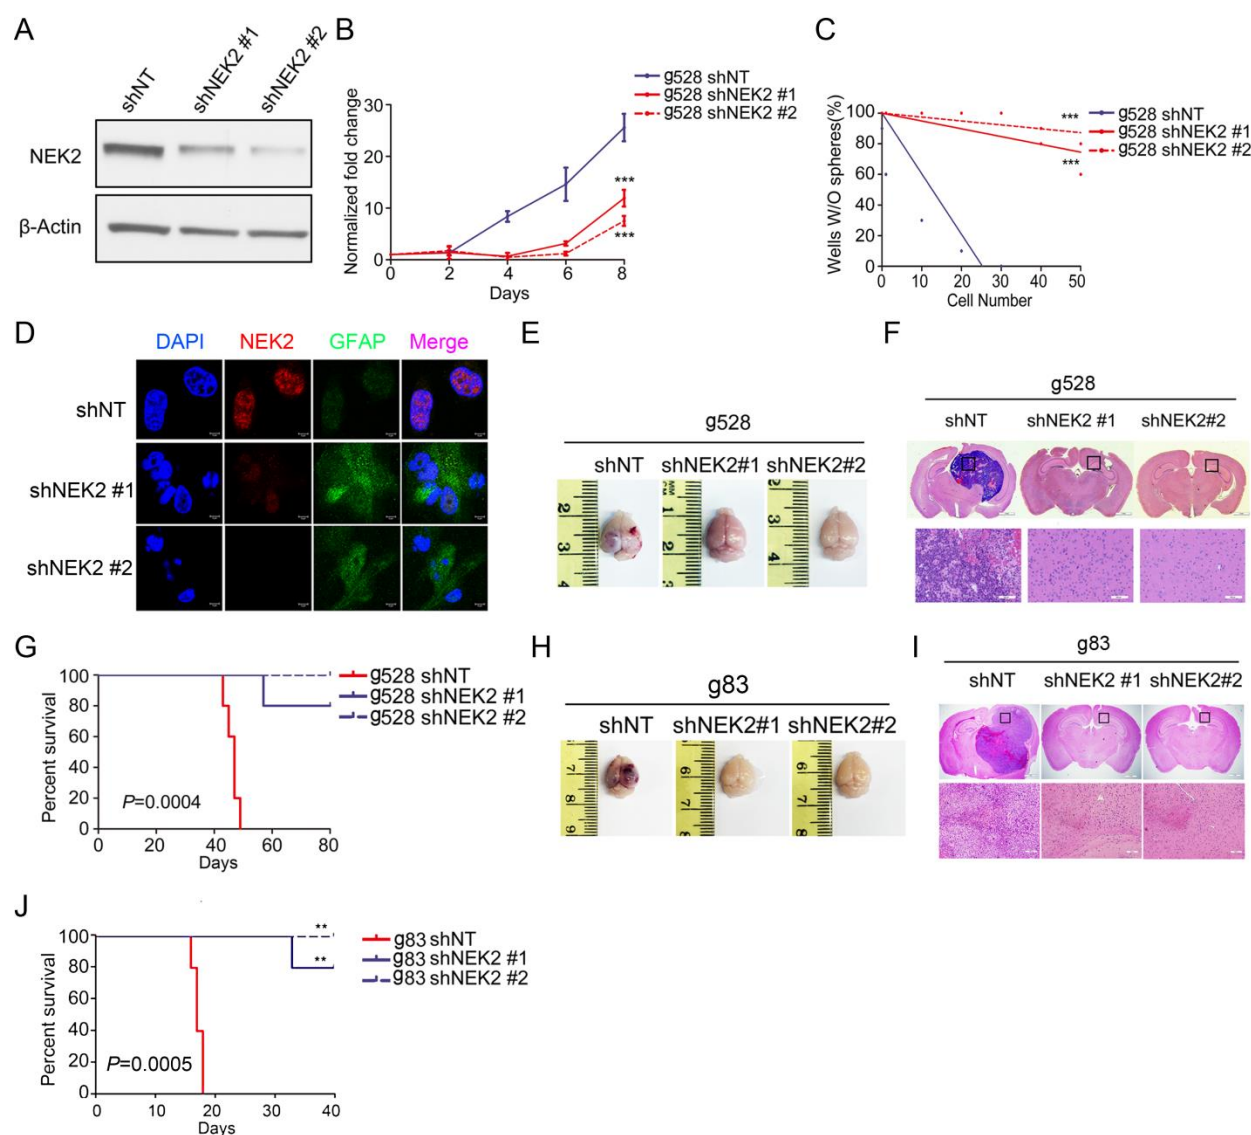 A
shNT
shNEK2 #1
shNEK2 #2
NEK2
β-Actin
B
g528 shNT
g528 shNEK2 #1
g528 shNEK2 #2
Normalized fold change
30
20
10
0
***
***
0 2 4 6 8
Days
C
g528 shNT
g528 shNEK2 #1
g528 shNEK2 #2
Wells W/O spheres(%)
100
80
60
40
20
0
***
***
0 10 20 30 40 50
Cell Number
D
DAPI NEK2 GFAP Merge
shNT
shNEK2 #1
shNEK2 #2
E
g528
shNT shNEK2#1 shNEK2#2
F
g528
shNT shNEK2 #1 shNEK2#2
G
g528 shNT
g528 shNEK2 #1
g528 shNEK2 #2
Percent survival
100
80
60
40
20
0
P=0.0004
0 20 40 60 80
Days
H
g83
shNT shNEK2#1 shNEK2#2
I
g83
shNT shNEK2 #1 shNEK2#2
J
g83 shNT
g83 shNEK2 #1
g83 shNEK2 #2
Percent survival
100
80
60
40
20
0
**
**
P=0.0005
0 10 20 30 40
Days